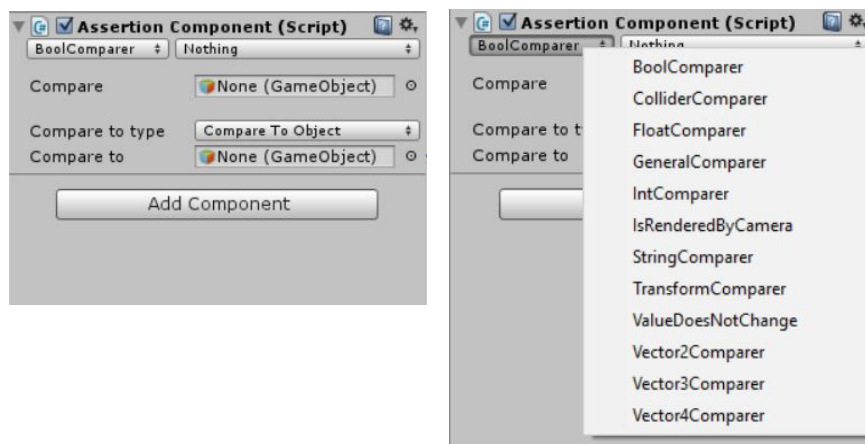 Assertion Component (Script)
BoolComparer Nothing
Compare None (GameObject)
Compare to type Compare To Object
Compare to None (GameObject)
Add Component
Assertion Component (Script)
BoolComparer Nothing
Compare
Compare to t
Compare to
BoolComparer
ColliderComparer
FloatComparer
GeneralComparer
IntComparer
IsRenderedByCamera
StringComparer
TransformComparer
ValueDoesNotChange
Vector2Comparer
Vector3Comparer
Vector4Comparer